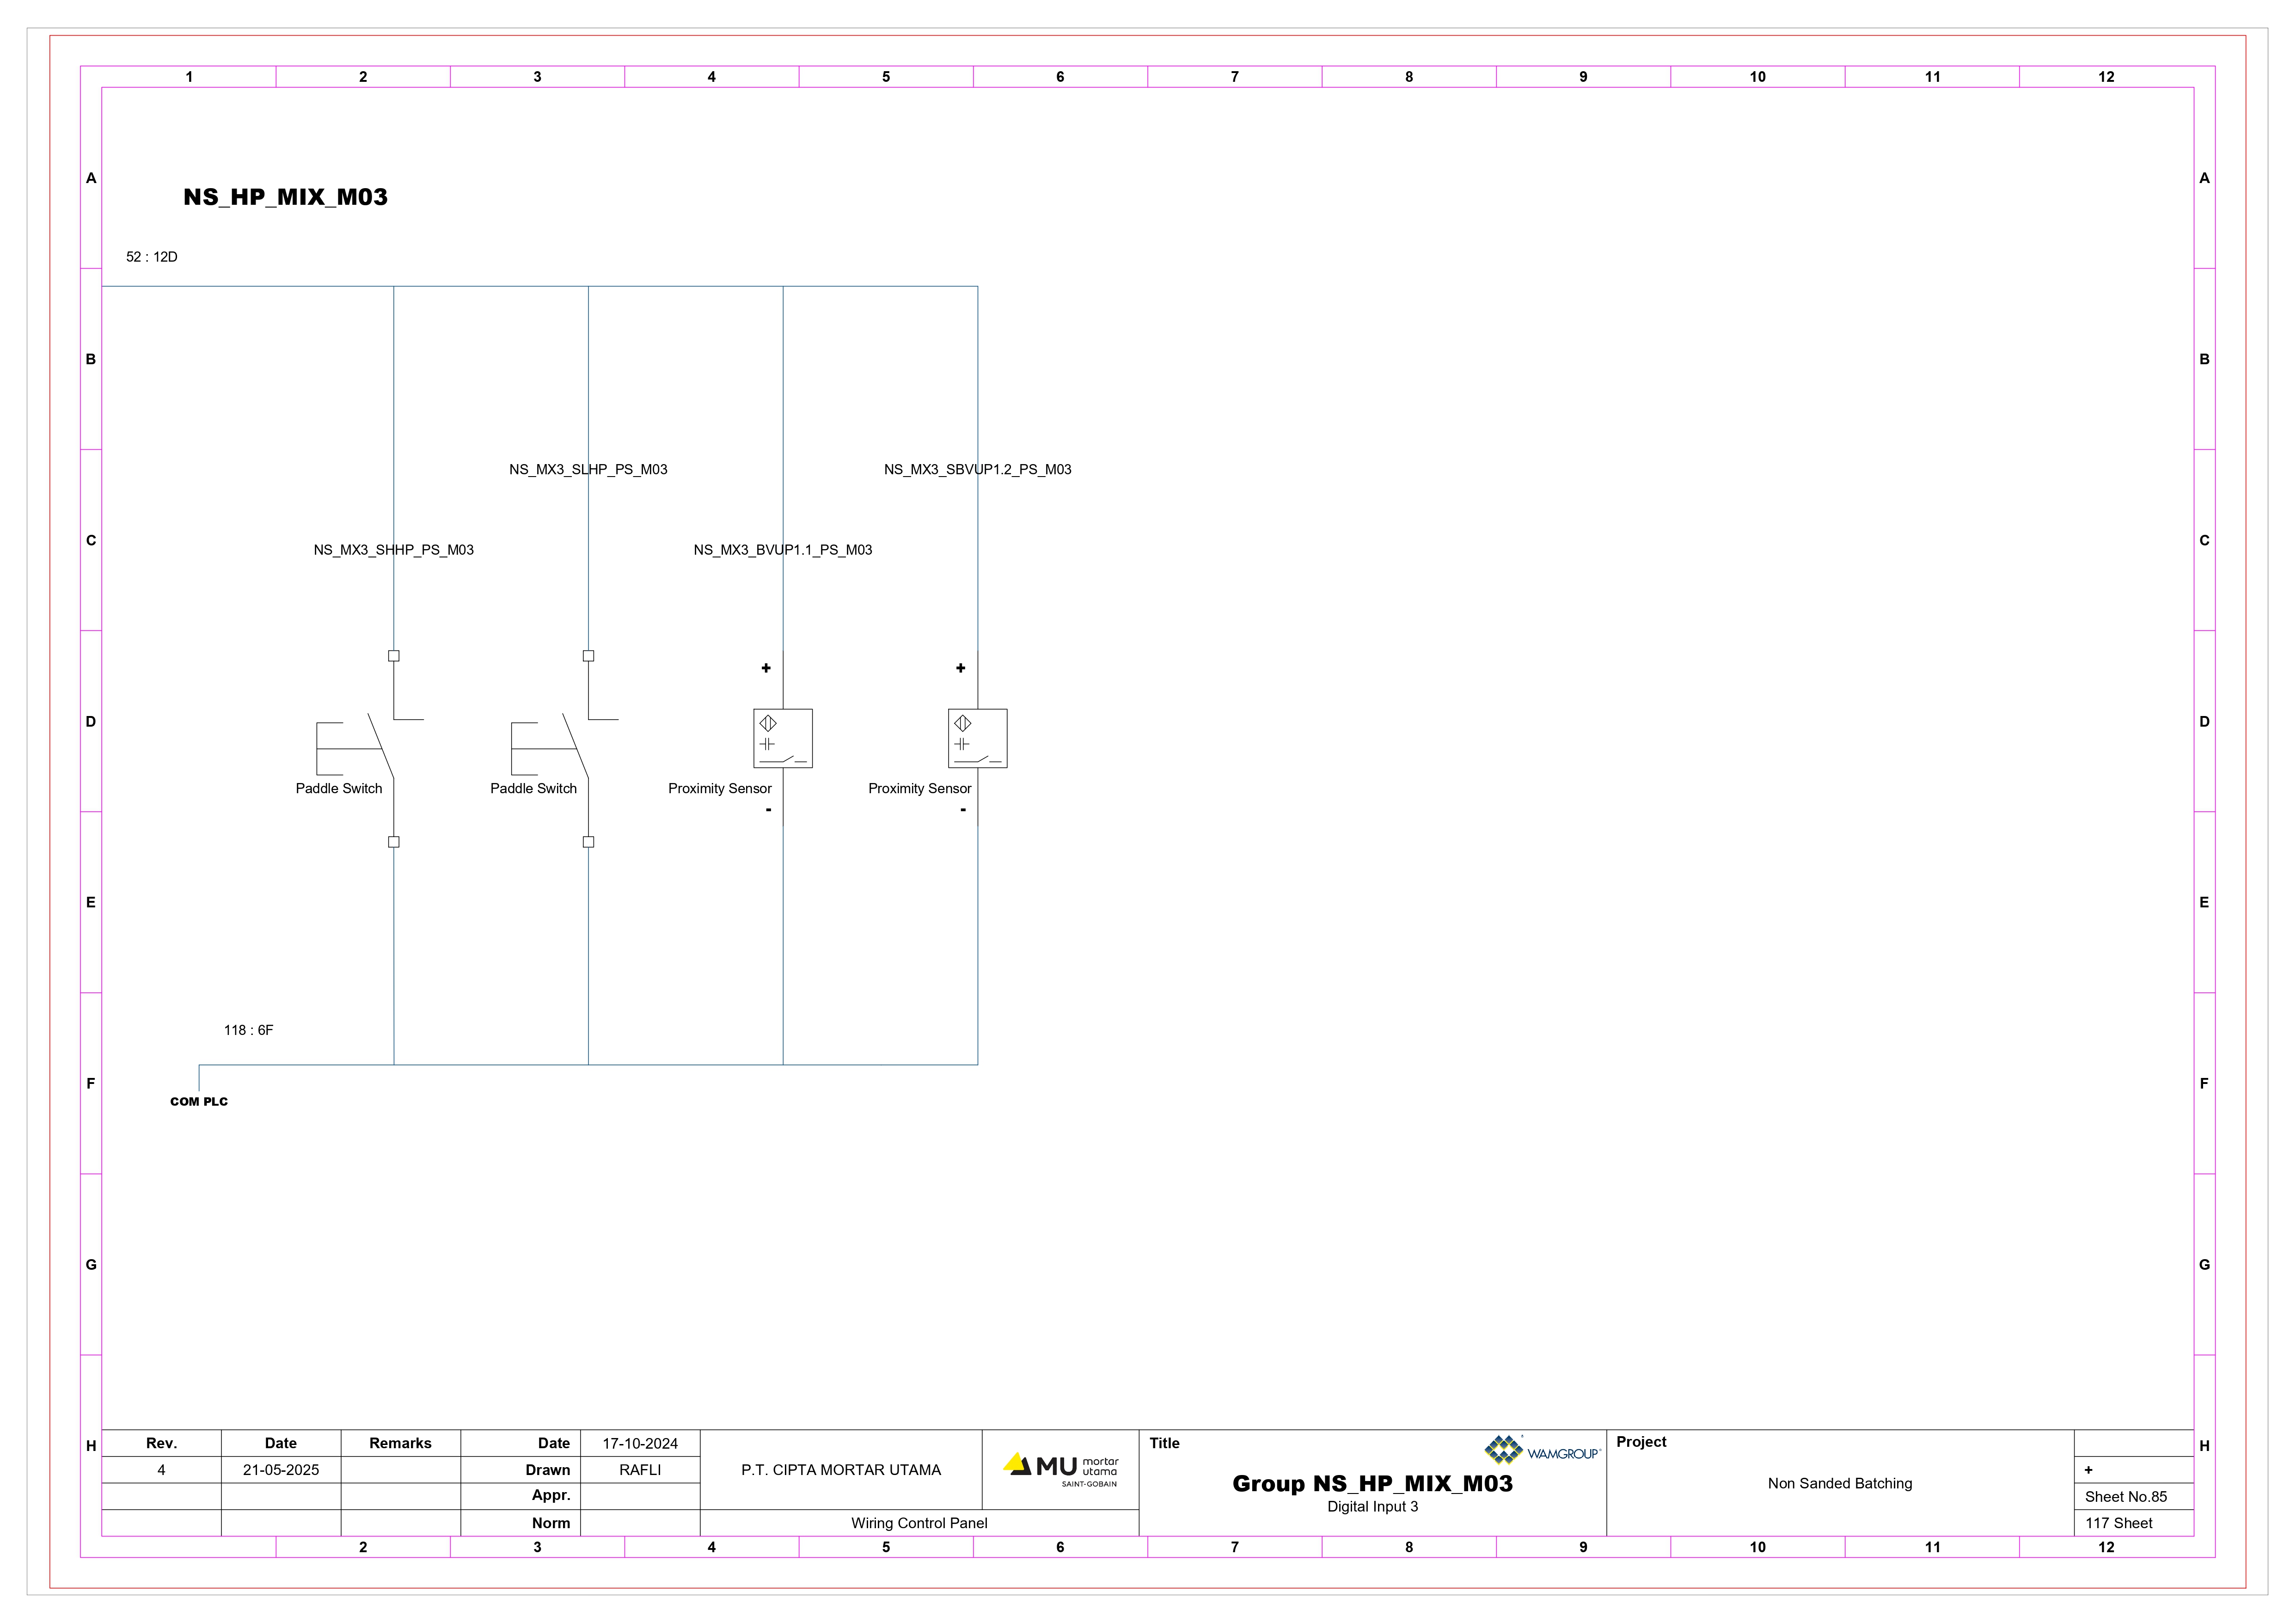 1 2 3 4 5 6 7 8 9 10 11 12
A A
NS_HP_MIX_M03
52 : 12D
B B
NS_MX3_SLHP_PS_M03 NS_MX3_SBVUP1.2_PS_M03
C C
NS_MX3_SHHP_PS_M03 NS_MX3_BVUP1.1_PS_M03
+ +
D D
Paddle Switch Paddle Switch Proximity Sensor Proximity Sensor
- -
E E
118 : 6F
F F
COM PLC
G G
H H
Rev. Date Remarks Date 17-10-2024
4 21-05-2025 Drawn RAFLI
Appr.
Norm
P.T. CIPTA MORTAR UTAMA
MU mortar
utama
SAINT-GOBAIN
Wiring Control Panel
Title
WAMGROUP®
Group NS_HP_MIX_M03
Digital Input 3
Project
Non Sanded Batching
+
Sheet No.85
117 Sheet
2 3 4 5 6 7 8 9 10 11 12